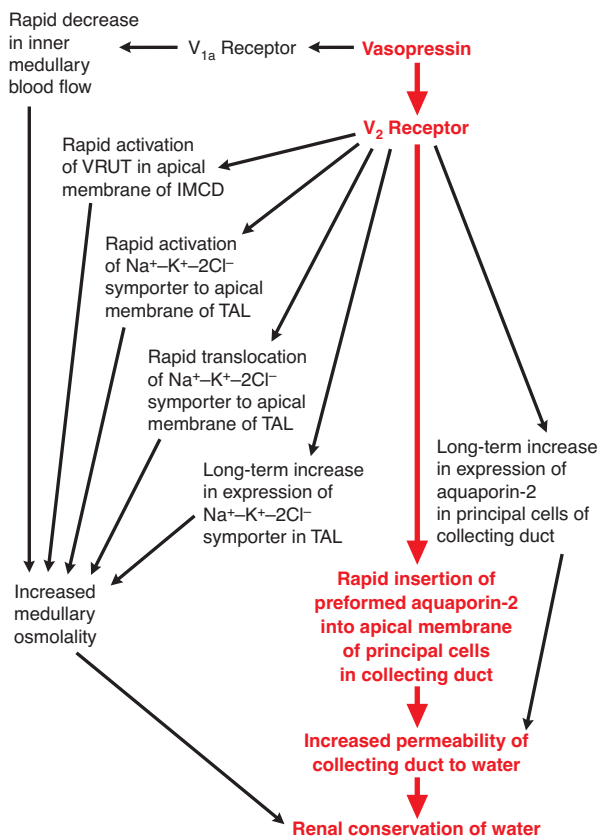 Rapid decrease
in inner
medullary
blood flow
V₁ₐ Receptor
Vasopressin
V₂ Receptor
Rapid activation
of VRUT in apical
membrane of IMCD
Rapid activation
of Na⁺–K⁺–2Cl⁻
symporter to apical
membrane of TAL
Rapid translocation
of Na⁺–K⁺–2Cl⁻
symporter to apical
membrane of TAL
Long-term increase
in expression of
Na⁺–K⁺–2Cl⁻
symporter in TAL
Long-term increase
in expression of
aquaporin-2
in principal cells of
collecting duct
Increased
medullary
osmolality
Rapid insertion of
preformed aquaporin-2
into apical membrane
of principal cells
in collecting duct
Increased permeability of
collecting duct to water
Renal conservation of water